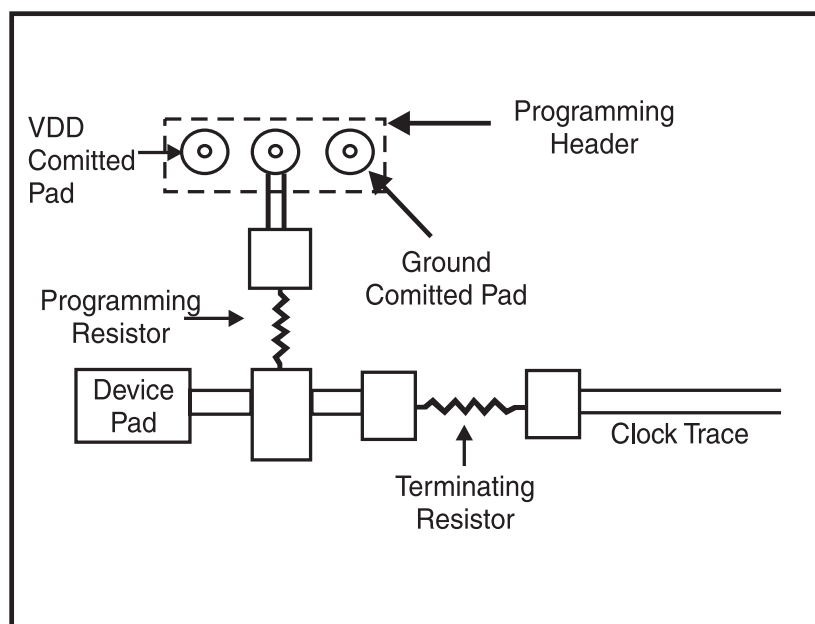 VDD
Comitted
Pad
Programming
Header
Ground
Comitted Pad
Programming
Resistor
Device
Pad
Clock Trace
Terminating
Resistor